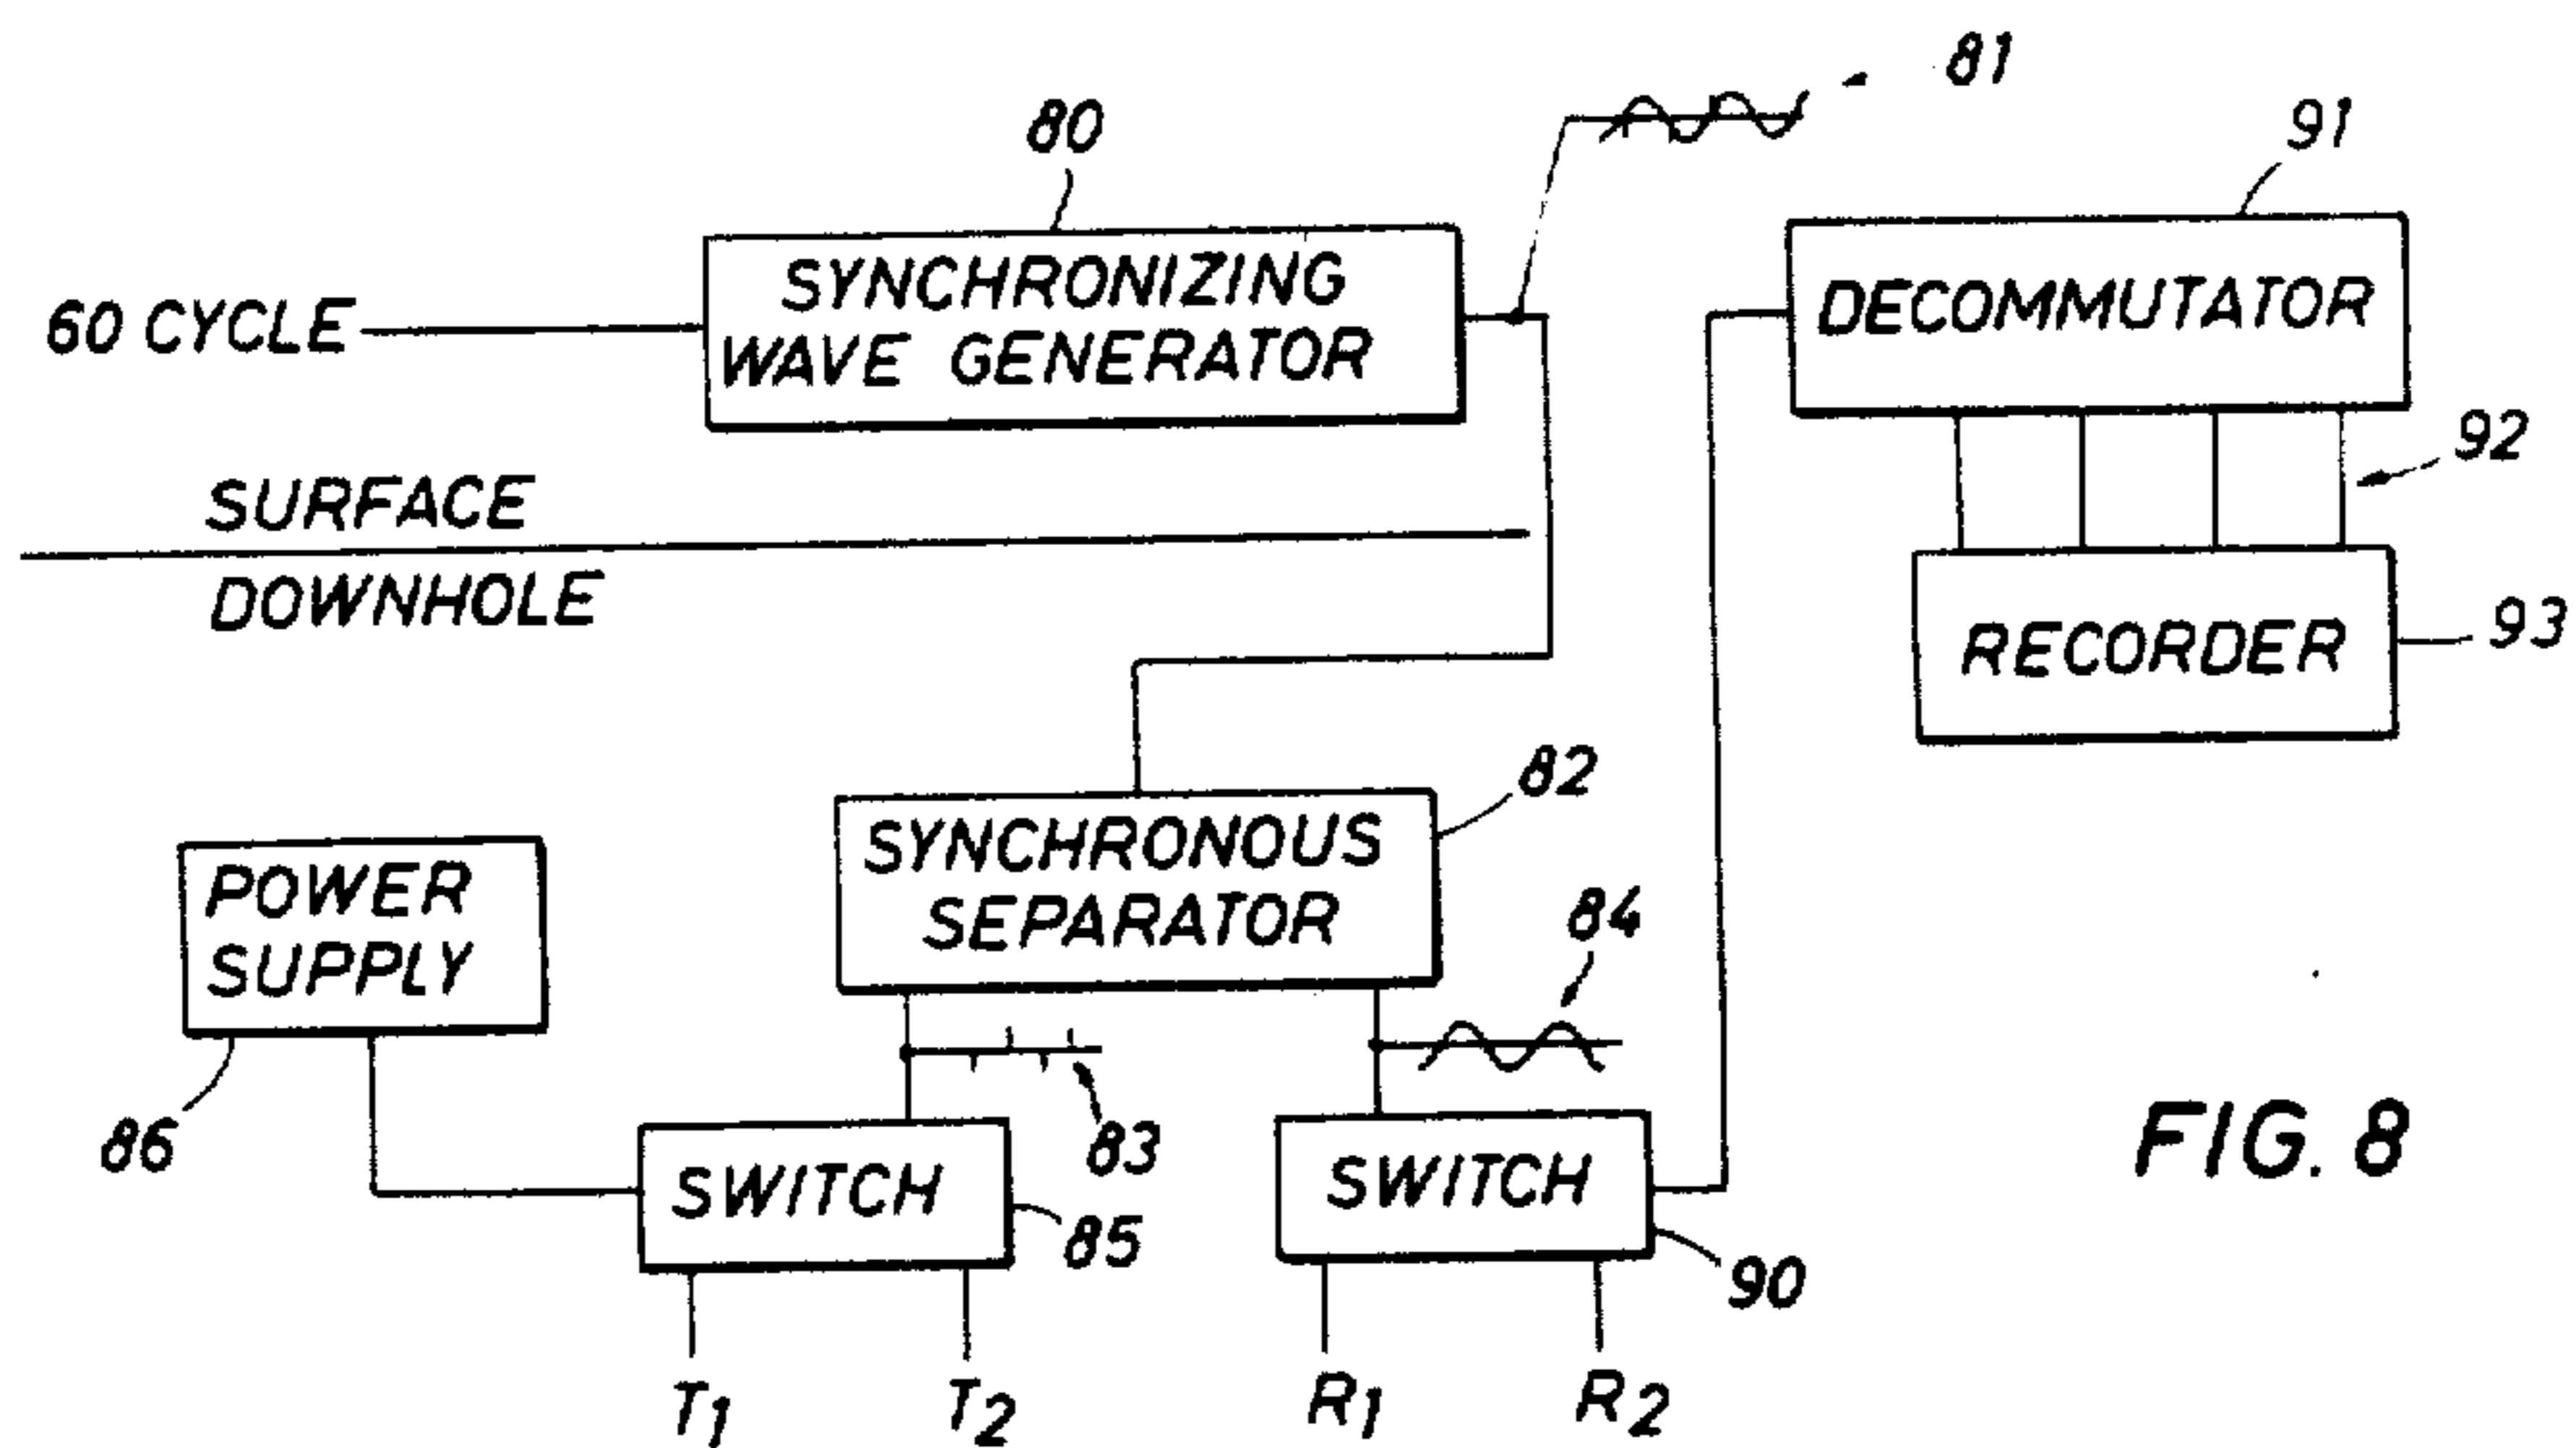 81
80
91
60 CYCLE
SYNCHRONIZING
WAVE GENERATOR
DECOMMUTATOR
92
SURFACE
DOWNHOLE
RECORDER
93
82
SYNCHRONOUS
SEPARATOR
POWER
SUPPLY
84
86
83
SWITCH
85
SWITCH
90
FIG. 8
T1
T2
R1
R2